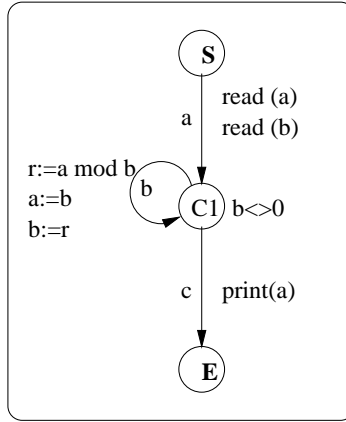 S
read (a)
a
read (b)
r:=a mod b
b
a:=b
C1
b<>0
b:=r
c
print(a)
E